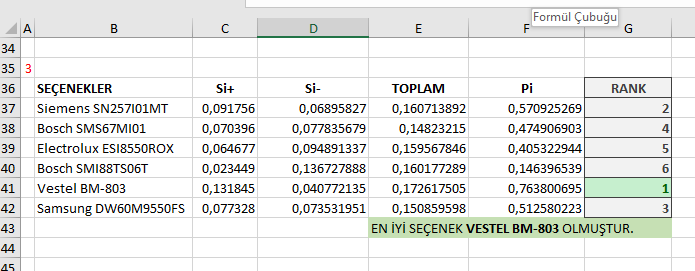 Formül Çubuğu
A B C D E F G
34
35 3
36 SEÇENEKLER Si+ Si- TOPLAM Pi RANK
37 Siemens SN257I01MT 0,091756 0,06895827 0,160713892 0,570925269 2
38 Bosch SMS67MI01 0,070396 0,077835679 0,14823215 0,474906903 4
39 Electrolux ESI8550ROX 0,064677 0,094891337 0,159567846 0,405322944 5
40 Bosch SMI88TS06T 0,023449 0,136727888 0,160177289 0,146396539 6
41 Vestel BM-803 0,131845 0,040772135 0,172617505 0,763800695 1
42 Samsung DW60M9550FS 0,077328 0,073531951 0,150859598 0,512580223 3
43 EN İYİ SEÇENEK VESTEL BM-803 OLMUŞTUR.
44
45